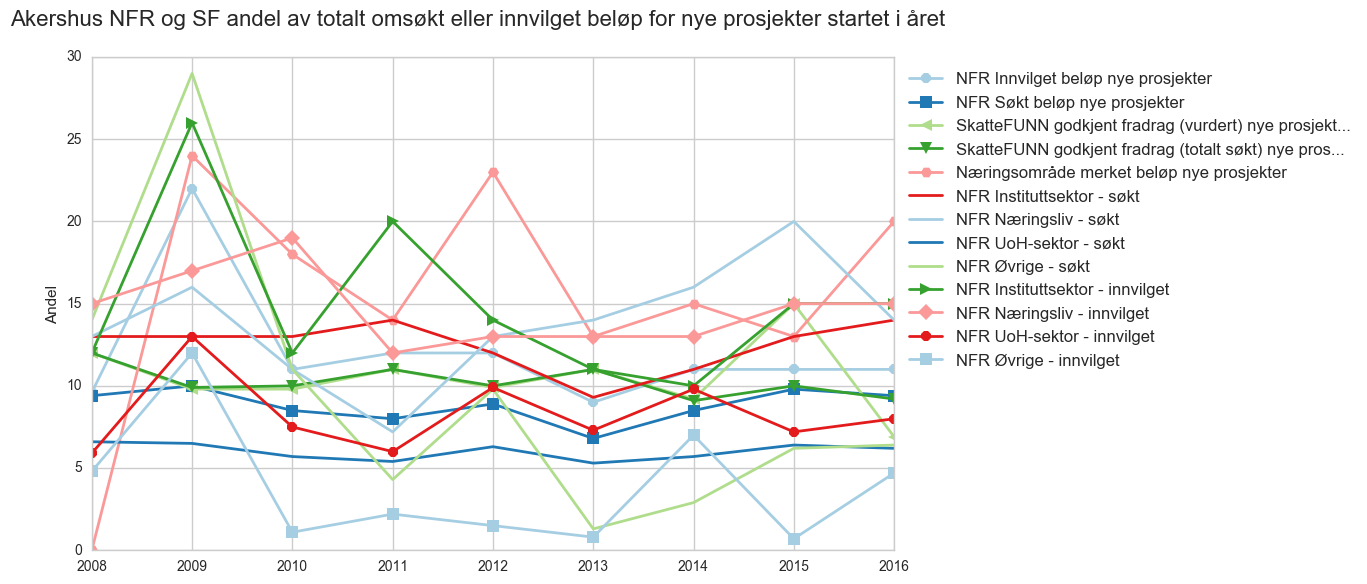 Akershus NFR og SF andel av totalt omsøkt eller innvilget beløp for nye prosjekter startet i året
30
25
20
15
10
5
0
Andel
2008 2009 2010 2011 2012 2013 2014 2015 2016
NFR Innvilget beløp nye prosjekter
NFR Søkt beløp nye prosjekter
SkatteFUNN godkjent fradrag (vurdert) nye prosjekt...
SkatteFUNN godkjent fradrag (totalt søkt) nye pros...
Næringsområde merket beløp nye prosjekter
NFR Instituttsektor - søkt
NFR Næringsliv - søkt
NFR UoH-sektor - søkt
NFR Øvrige - søkt
NFR Instituttsektor - innvilget
NFR Næringsliv - innvilget
NFR UoH-sektor - innvilget
NFR Øvrige - innvilget